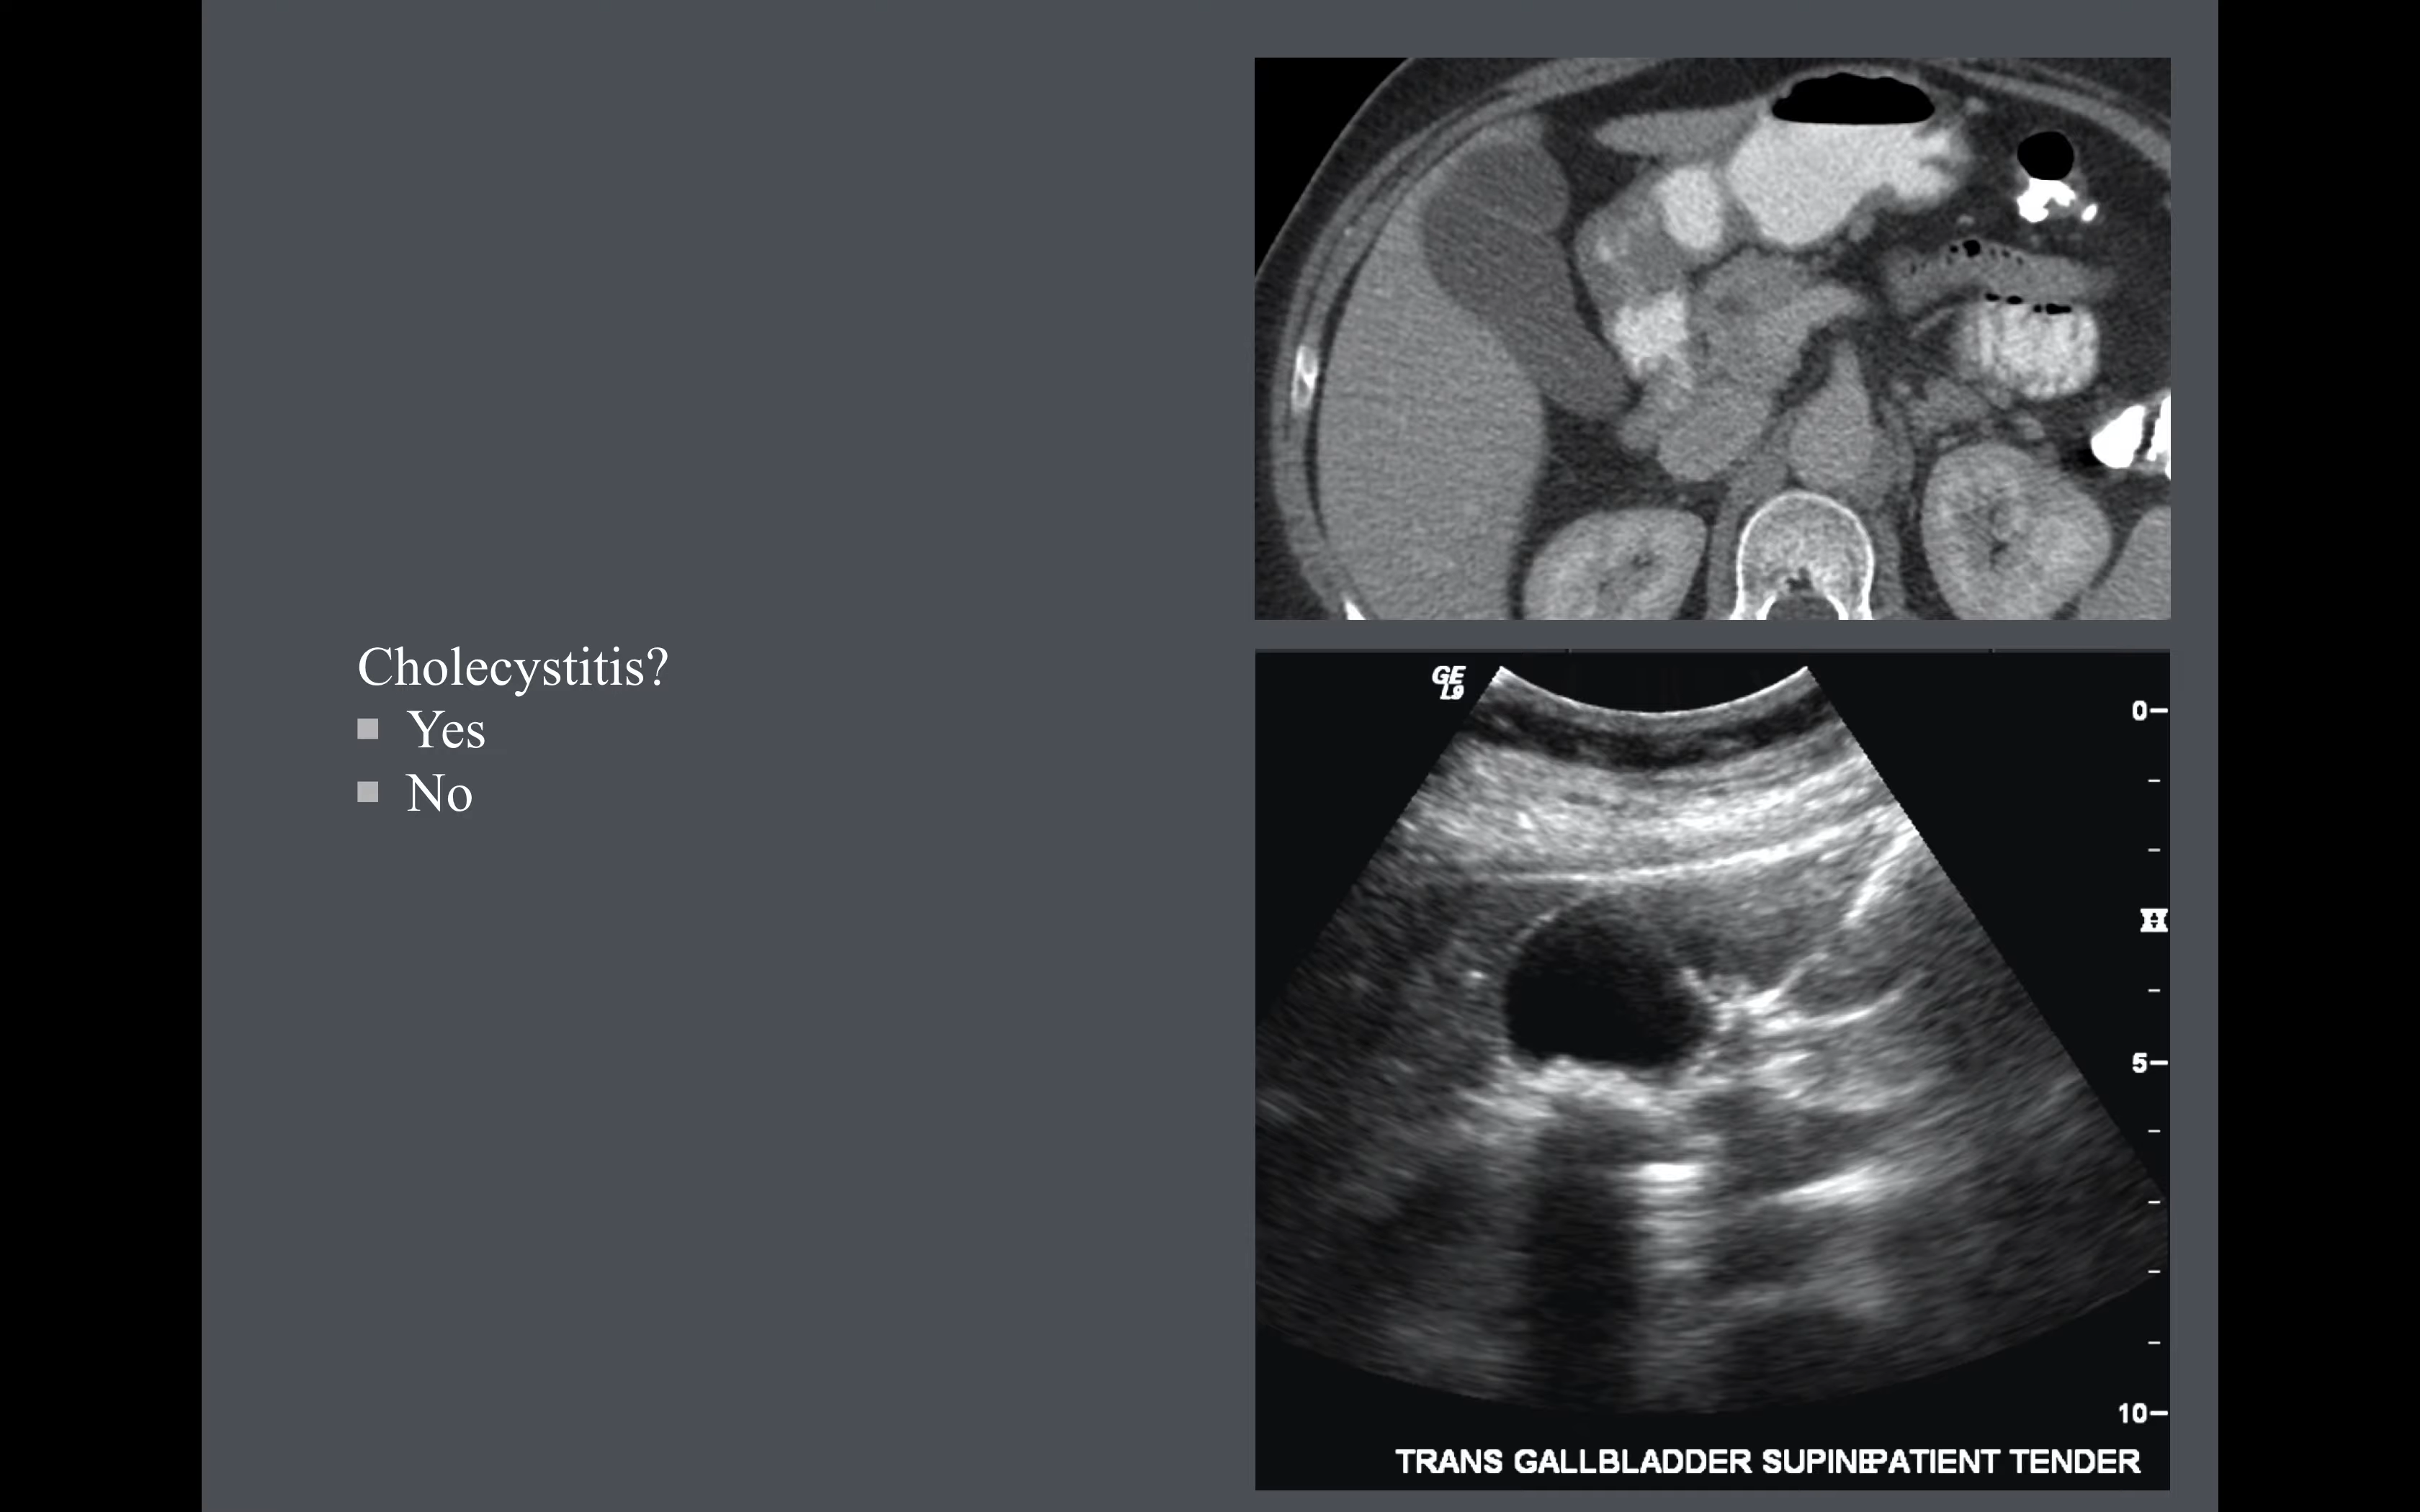 Cholecystitis?
Yes
No
GE
L9
0
H
5
10
TRANS GALLBLADDER SUPINEPATIENT TENDER